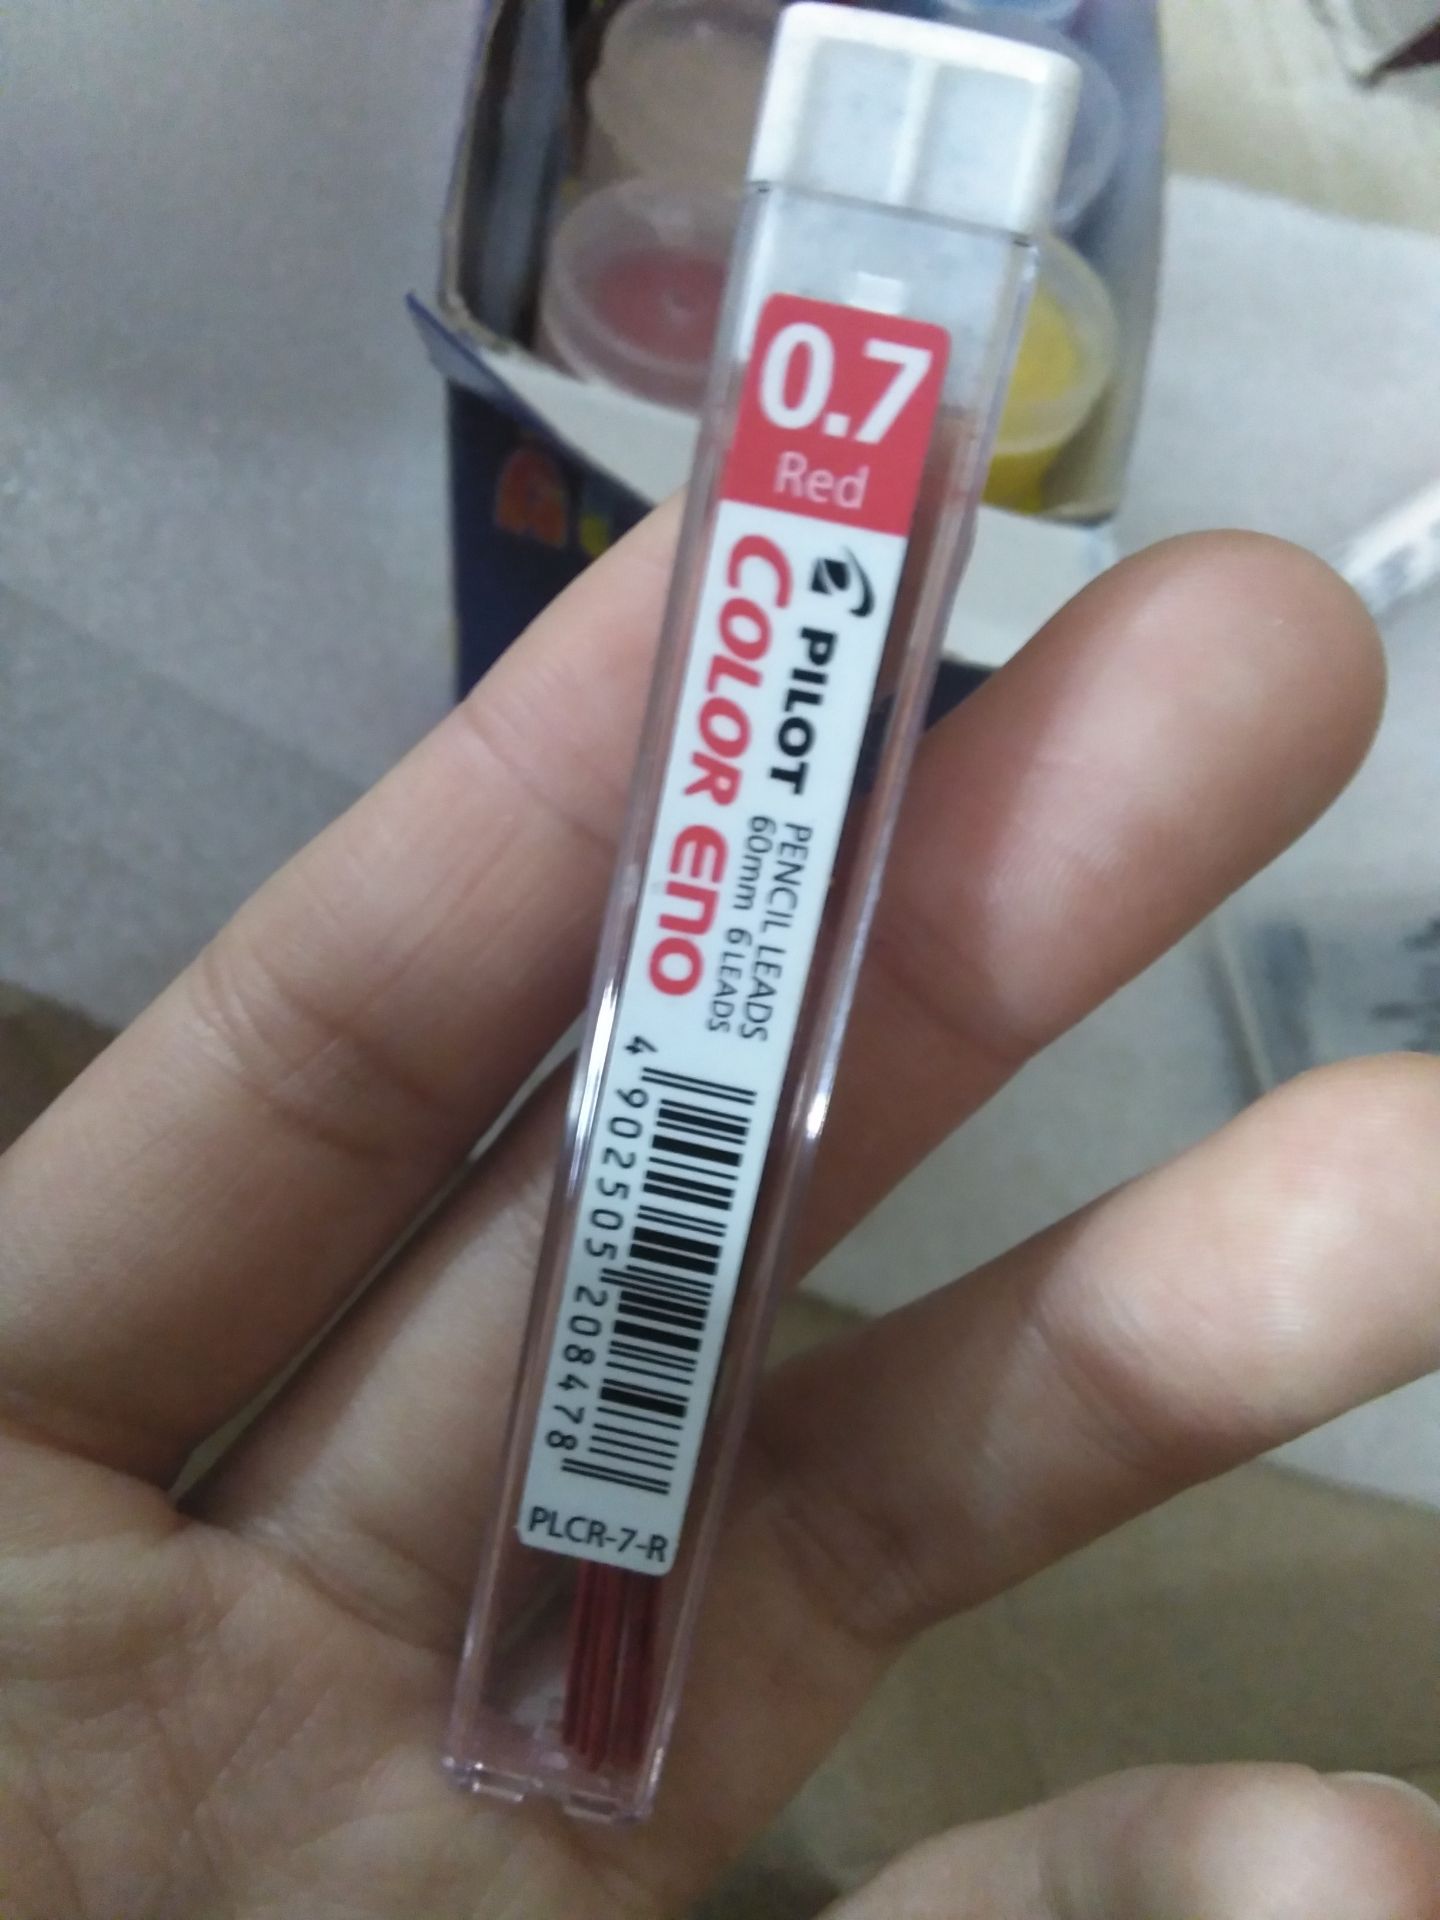 0.7
Red
PILOT
COLOR ENO
PENCIL LEADS
60mm 6 LEADS
4 902505 208478
PLCR-7-R